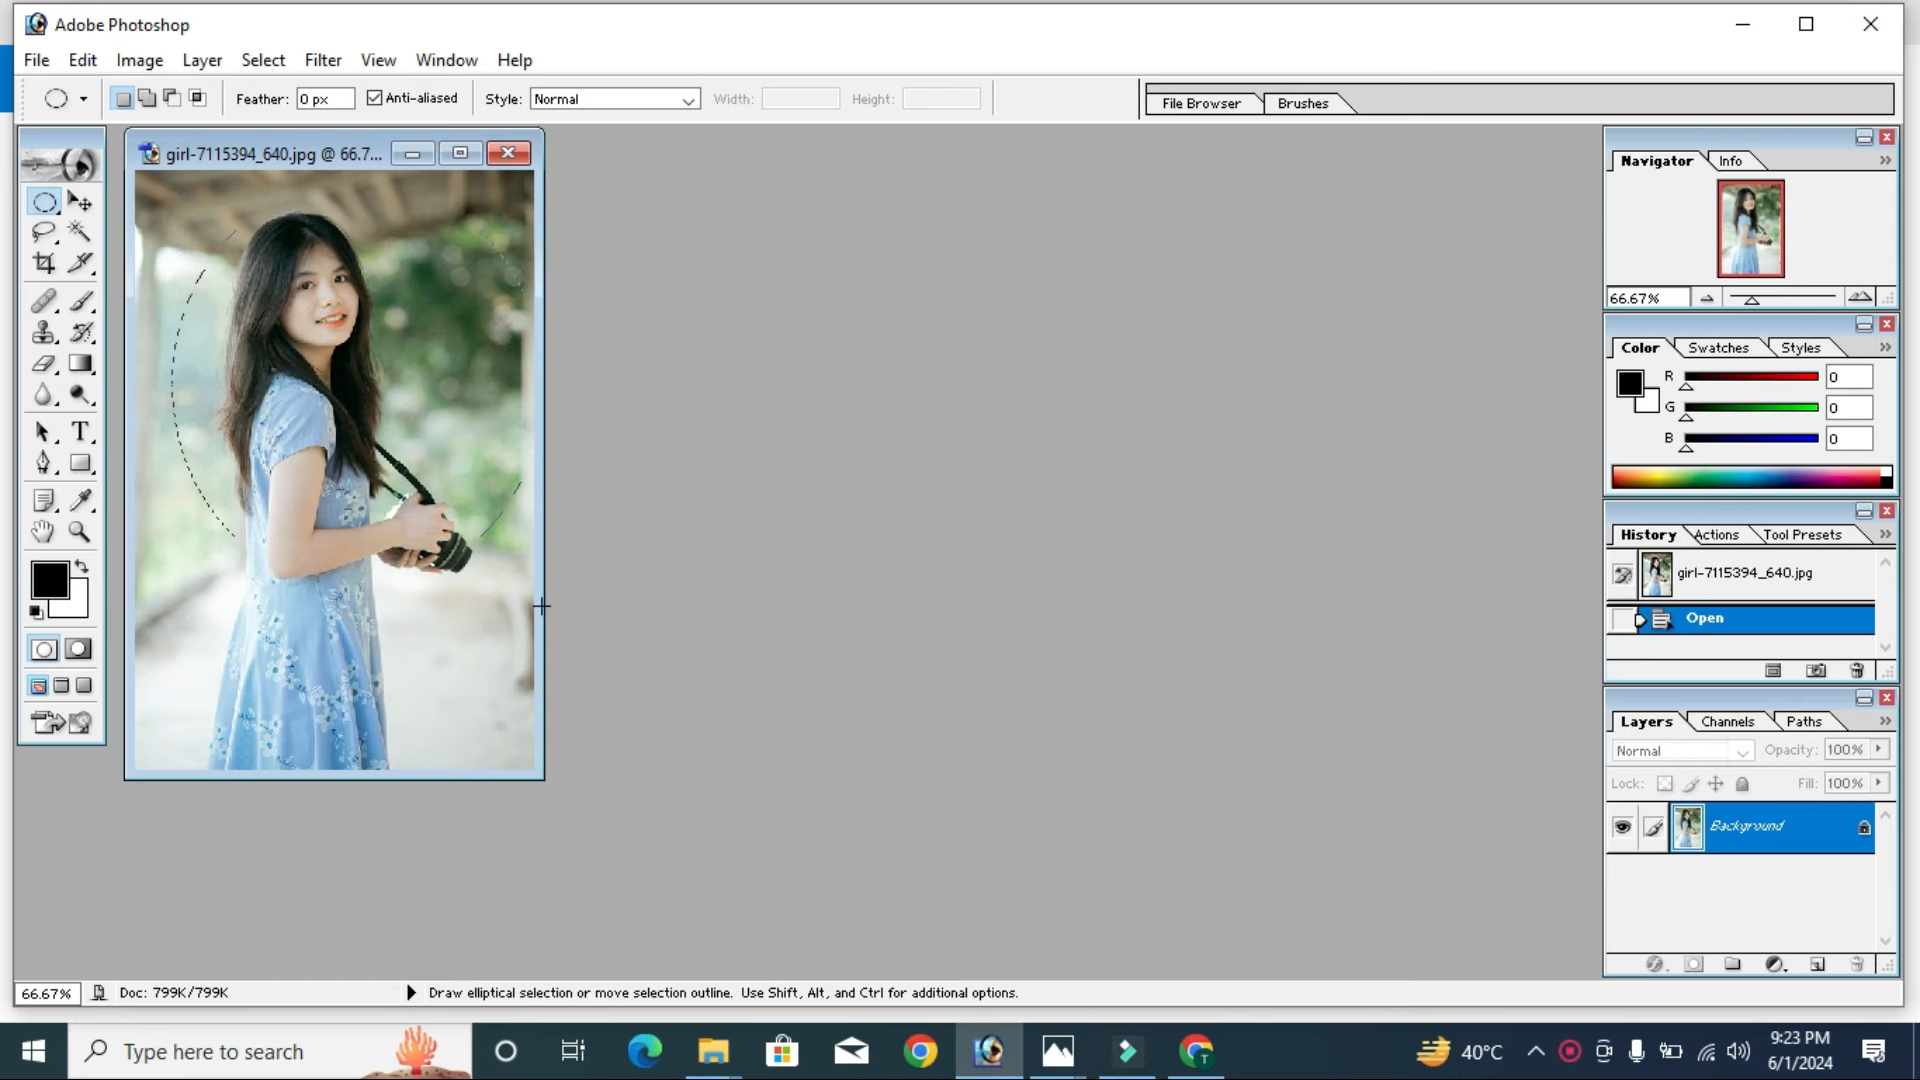 Adobe Photoshop
File Edit Image Layer Select Filter View Window Help
Feather: 0 px Anti-aliased Style: Normal Width: Height: File Browser Brushes
girl-7115394_640.jpg @ 66.7...
Navigator Info
66.67%
Color Swatches Styles
R 0
G 0
B 0
T
History Actions Tool Presets
girl-7115394_640.jpg
Open
Layers Channels Paths
Normal Opacity: 100%
Lock: Fill: 100%
Background
66.67% Doc: 799K/799K Draw elliptical selection or move selection outline. Use Shift, Alt, and Ctrl for additional options.
Type here to search
T
40°C
9:23 PM
6/1/2024